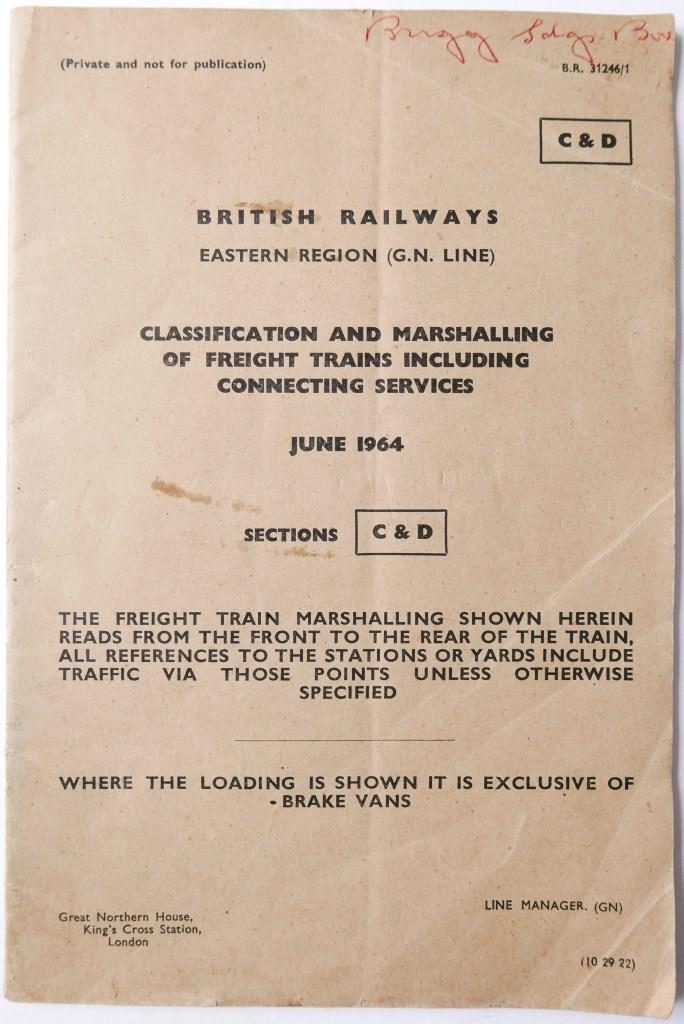 Brigg Sdgs Box
(Private and not for publication)
B.R. 31246/1
C & D
BRITISH RAILWAYS
EASTERN REGION (G.N. LINE)
CLASSIFICATION AND MARSHALLING
OF FREIGHT TRAINS INCLUDING
CONNECTING SERVICES
JUNE 1964
SECTIONS C & D
THE FREIGHT TRAIN MARSHALLING SHOWN HEREIN
READS FROM THE FRONT TO THE REAR OF THE TRAIN,
ALL REFERENCES TO THE STATIONS OR YARDS INCLUDE
TRAFFIC VIA THOSE POINTS UNLESS OTHERWISE
SPECIFIED
WHERE THE LOADING IS SHOWN IT IS EXCLUSIVE OF
- BRAKE VANS
LINE MANAGER. (GN)
Great Northern House,
King's Cross Station,
London
(10 29 22)